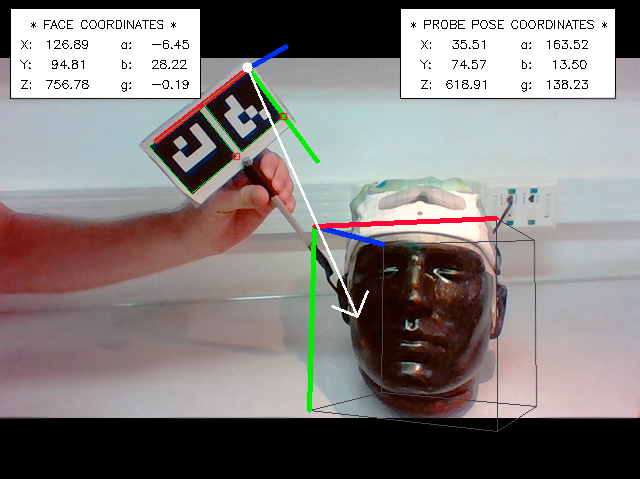 * FACE COORDINATES *
X: 126.89 a: −6.45
Y: 94.81 b: 28.22
Z: 756.78 g: −0.19
* PROBE POSE COORDINATES *
X: 35.51 a: 163.52
Y: 74.57 b: 13.50
Z: 618.91 g: 138.23